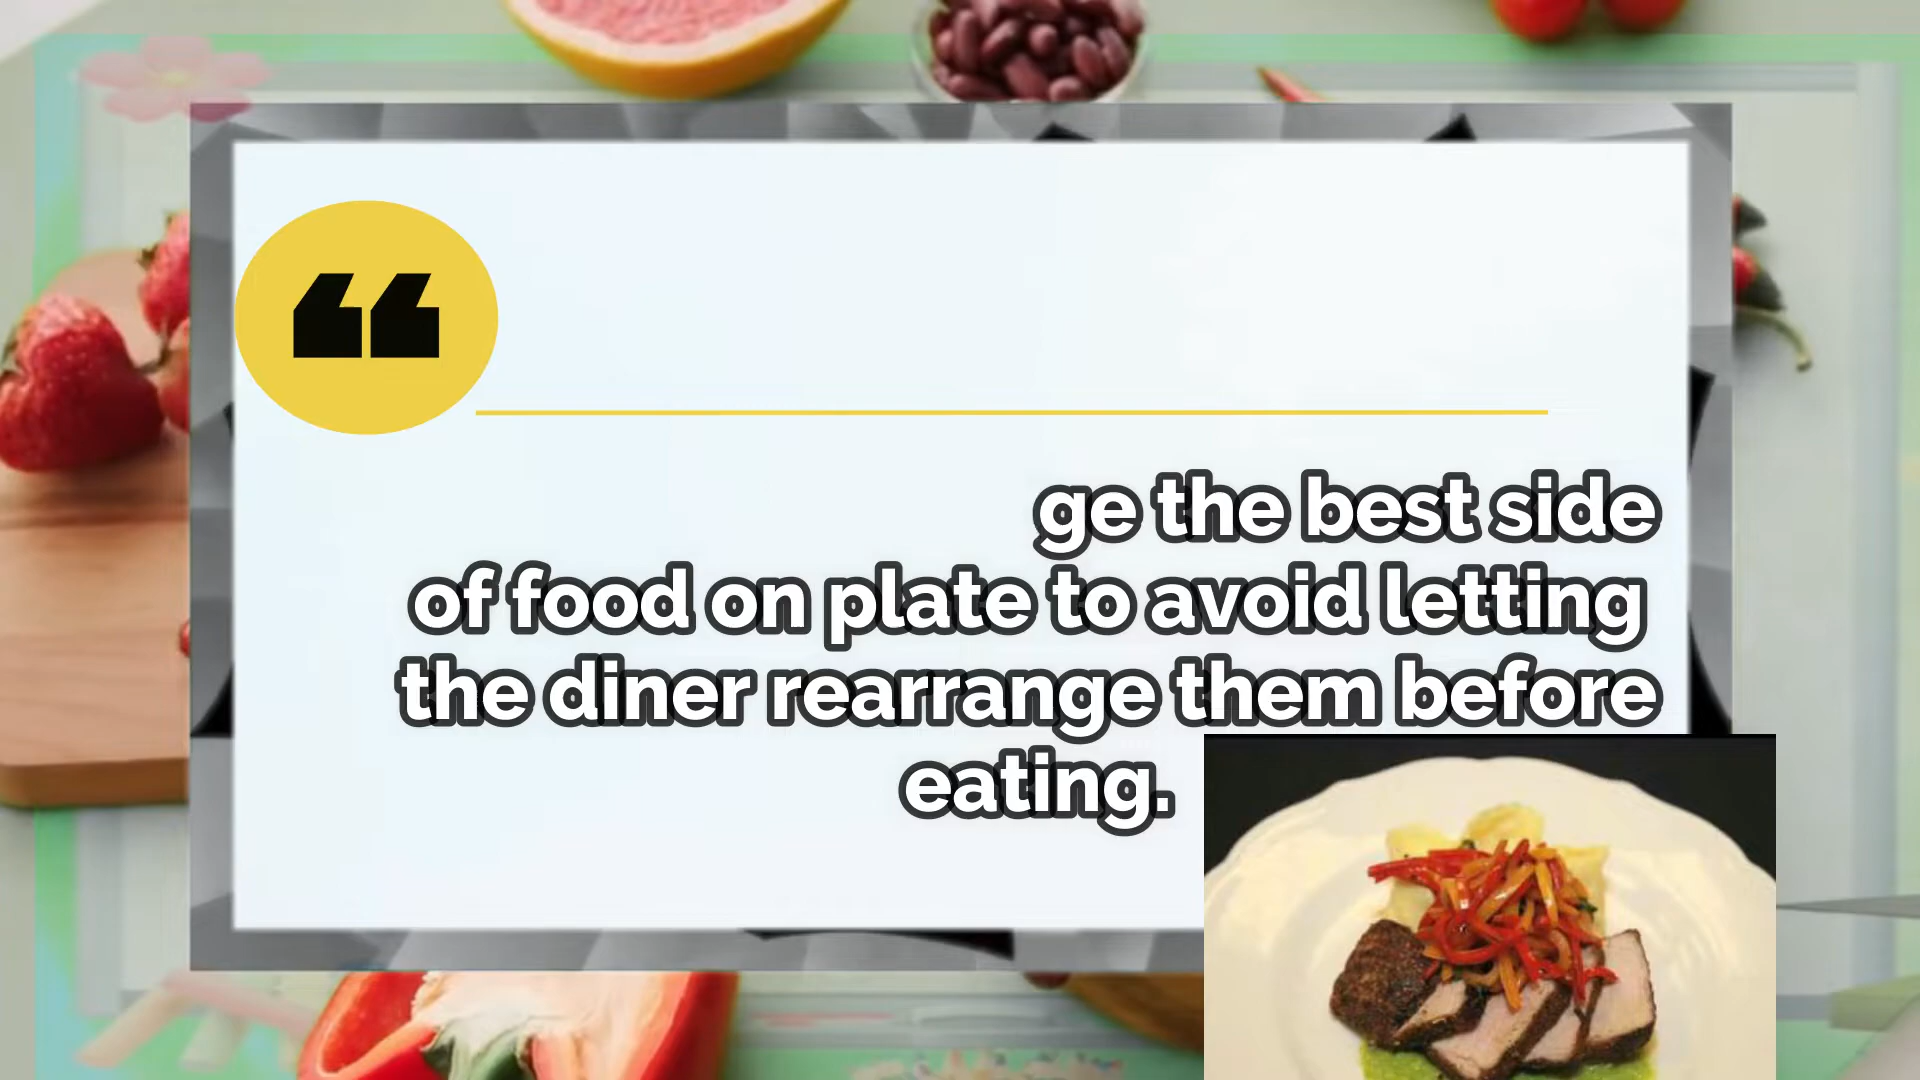 ge the best side
of food on plate to avoid letting
the diner rearrange them before
eating.